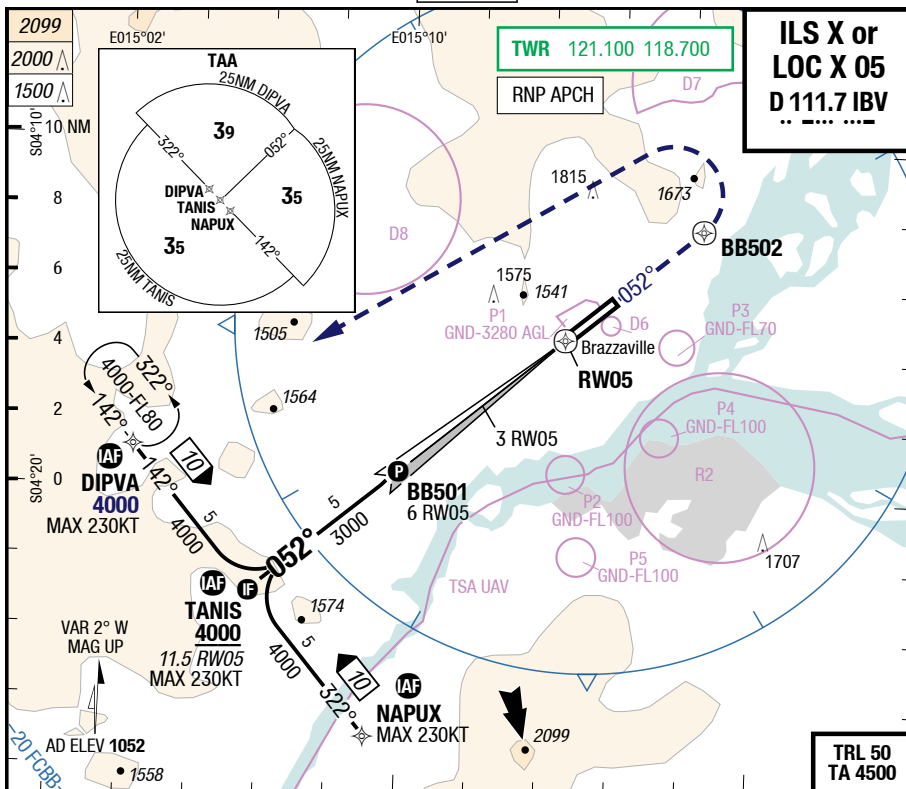 2099
2000
1500
E015°02'
E015°10'
TWR 121.100 118.700
RNP APCH
ILS X or
LOC X 05
D 111.7 IBV
D7
S04°10'
10 NM
8
6
4
2
0
S04°20'
TAA
25NM DIPVA
39
322°
052°
25NM NAPUX
DIPVA
TANIS
NAPUX
35
35
142°
25NM TANIS
D8
1815
1673
BB502
052°
1575
1541
P1
GND-3280 AGL
D6
P3
GND-FL70
Brazzaville
RW05
1505
322°
4000-FL80
142°
1564
3 RW05
P4
GND-FL100
R2
IAF
DIPVA
4000
MAX 230KT
10
142°
5
4000
P
BB501
6 RW05
5
3000
052°
P2
GND-FL100
P5
GND-FL100
1707
TSA UAV
IAF
IF
TANIS
4000
11.5 RW05
MAX 230KT
1574
5
4000
10
322°
IAF
NAPUX
MAX 230KT
VAR 2° W
MAG UP
AD ELEV 1052
20 FCBB
1558
2099
TRL 50
TA 4500